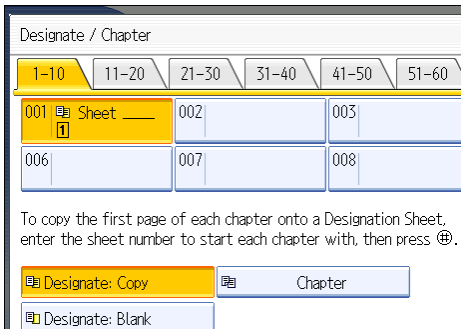 Designate / Chapter
1-10 11-20 21-30 31-40 41-50 51-60
001 Sheet ____ 002 003
1
006 007 008
To copy the first page of each chapter onto a Designation Sheet,
enter the sheet number to start each chapter with, then press ⊕.
Designate: Copy Chapter
Designate: Blank